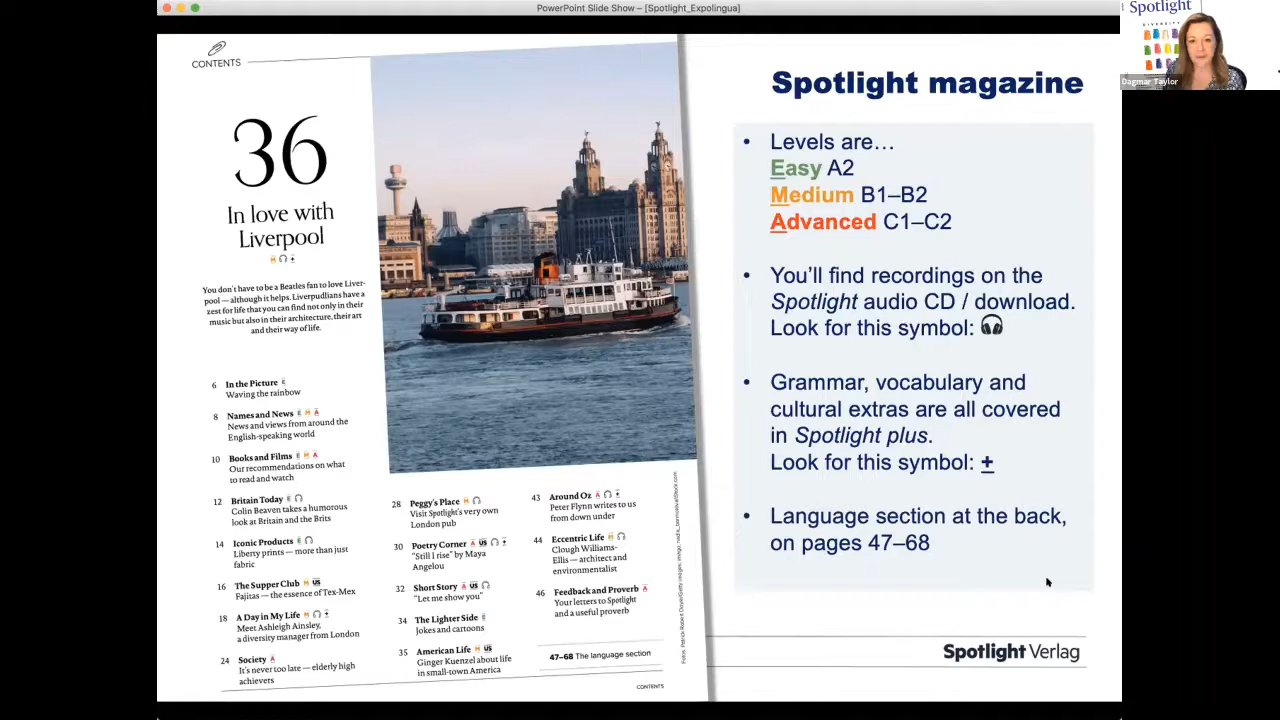 PowerPoint Slide Show – [Spotlight_Expolingua]
Spotlight
DIVERSITY
Dagmar Taylor
CONTENTS
36
In love with
Liverpool
M
You don't have to be a Beatles fan to love Liver-
pool — although it helps. Liverpudlians have a
zest for life that you can find not only in their
music but also in their architecture, their art
and their way of life.
6 In the Picture E
Waving the rainbow
8 Names and News E M A
News and views from around the
English-speaking world
10 Books and Films E M A
Our recommendations on what
to read and watch
12 Britain Today E
Colin Beaven takes a humorous
look at Britain and the Brits
14 Iconic Products E
Liberty prints — more than just
fabric
16 The Supper Club M US
Fajitas — the essence of Tex-Mex
18 A Day in My Life M +
Meet Ashleigh Ainsley,
a diversity manager from London
24 Society A
It's never too late — elderly high
achievers
28 Peggy's Place M
Visit Spotlight's very own
London pub
30 Poetry Corner A US +
"Still I rise" by Maya
Angelou
32 Short Story A US
"Let me show you"
34 The Lighter Side E
Jokes and cartoons
35 American Life M US
Ginger Kuenzel about life
in small-town America
43 Around Oz A +
Peter Flynn writes to us
from down under
44 Eccentric Life M
Clough Williams-
Ellis — architect and
environmentalist
46 Feedback and Proverb A
Your letters to Spotlight
and a useful proverb
47–68 The language section
CONTENTS
Spotlight magazine
• Levels are…
Easy A2
Medium B1–B2
Advanced C1–C2
• You'll find recordings on the
Spotlight audio CD / download.
Look for this symbol:
• Grammar, vocabulary and
cultural extras are all covered
in Spotlight plus.
Look for this symbol: +
• Language section at the back,
on pages 47–68
Spotlight Verlag